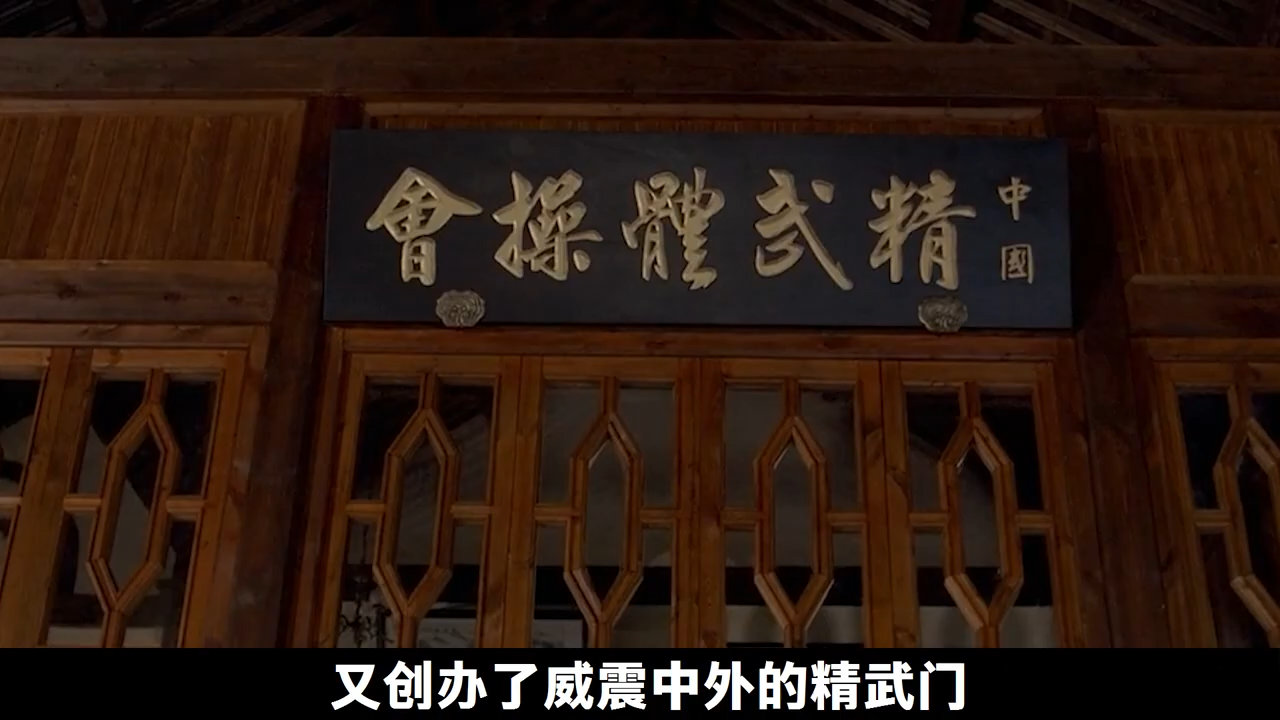 中國
精武體操會
又创办了威震中外的精武门